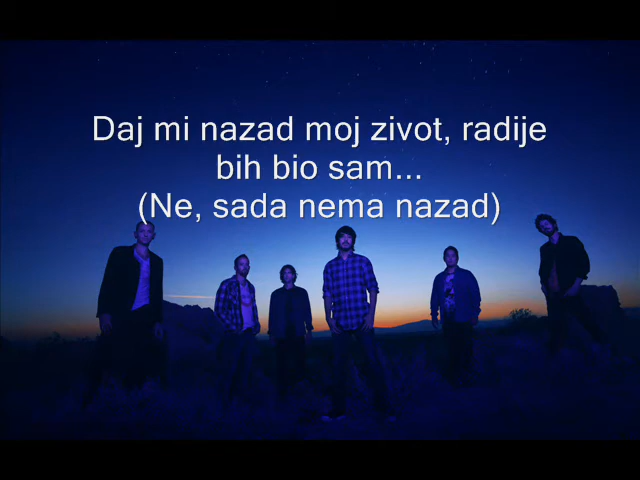 Daj mi nazad moj zivot, radije
bih bio sam...
(Ne, sada nema nazad)